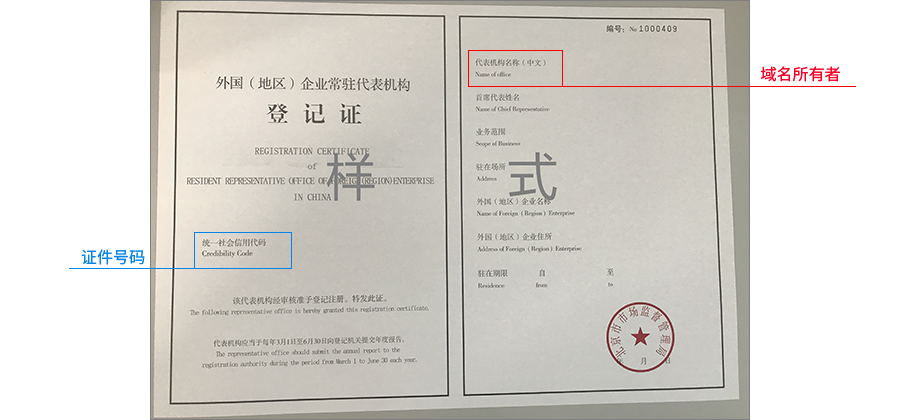 外国（地区）企业常驻代表机构
登记证
REGISTRATION CERTIFICATE
of
RESIDENT REPRESENTATIVE OFFICE OF FOREIGN(REGION)ENTERPRISE
IN CHINA
样
统一社会信用代码
Credibility Code
证件号码
该代表机构经审核准予登记注册。特发此证。
The following representative office is hereby granted this registration certificate.
代表机构应当于每年3月1日至6月30日向登记机关提交年度报告。
The representative office should submit the annual report to the
registration authority during the period from March 1 to June 30 each year.
编号：No 1000409
代表机构名称（中文）
Name of office
域名所有者
首席代表姓名
Name of Chief Representative
业务范围
Scope of Business
式
驻在场所
Address
外国（地区）企业名称
Name of Foreign（Region）Enterprise
外国（地区）企业住所
Address of Foreign（Region）Enterprise
驻在期限 自 至
Residence from to
北京市市场监督管理局
月 日